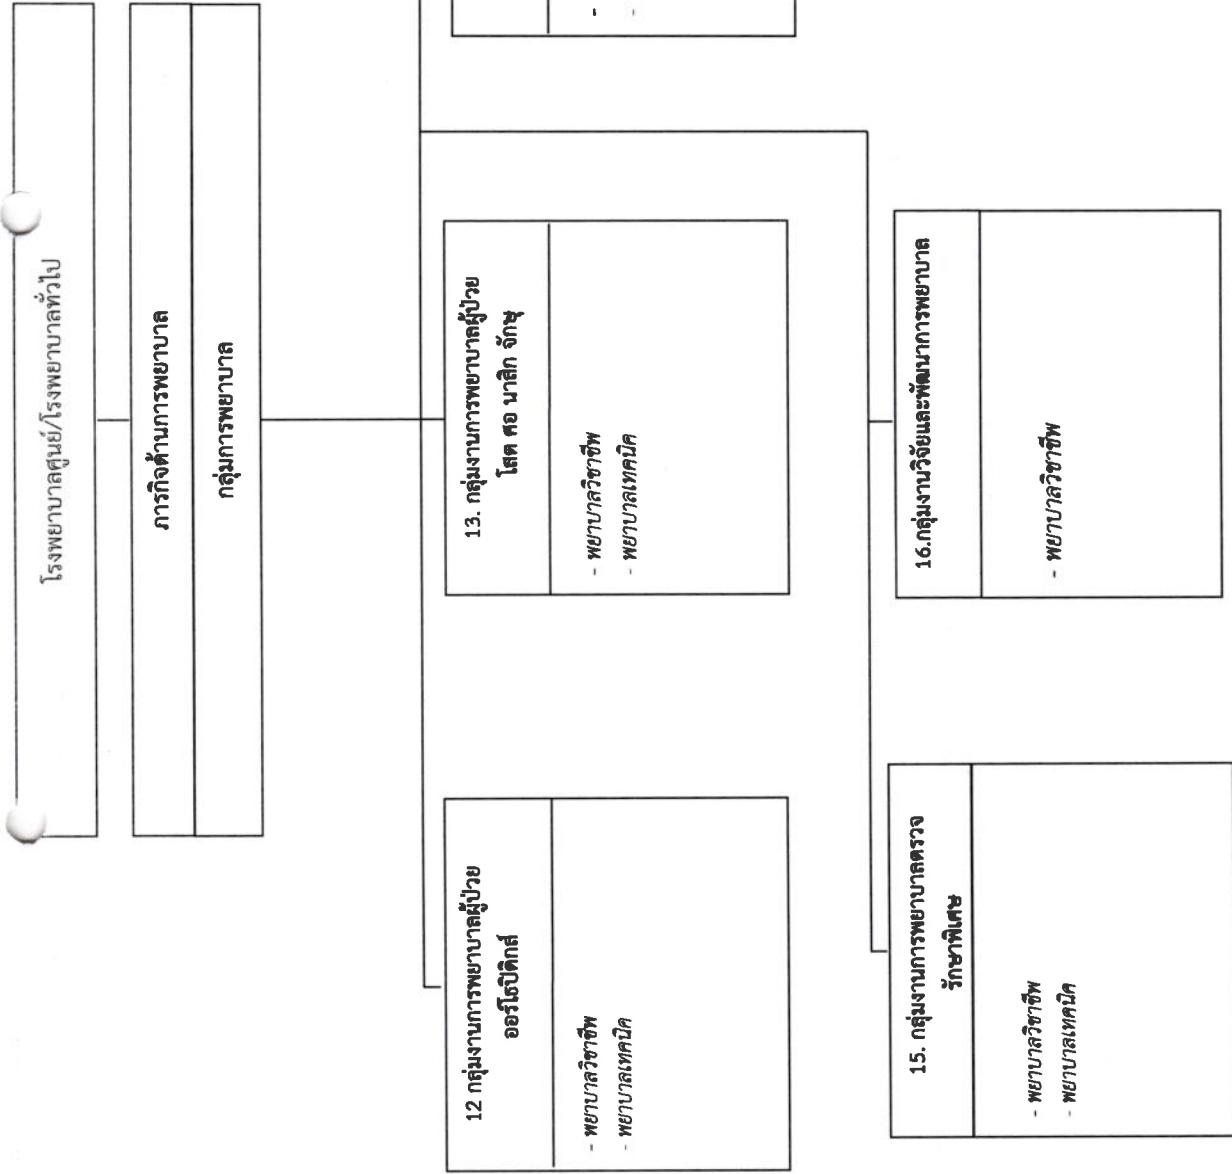 โรงพยาบาลศูนย์/โรงพยาบาลทั่วไป
ภารกิจด้านการพยาบาล
กลุ่มการพยาบาล
12 กลุ่มงานการพยาบาลผู้ป่วย
ออร์โธปิดิกส์
- พยาบาลวิชาชีพ
- พยาบาลเทคนิค
13. กลุ่มงานการพยาบาลผู้ป่วย
โสต ศอ นาสิก จักษุ
- พยาบาลวิชาชีพ
- พยาบาลเทคนิค
-
-
15. กลุ่มงานการพยาบาลตรวจ
รักษาพิเศษ
- พยาบาลวิชาชีพ
- พยาบาลเทคนิค
16.กลุ่มงานวิจัยและพัฒนาการพยาบาล
- พยาบาลวิชาชีพ